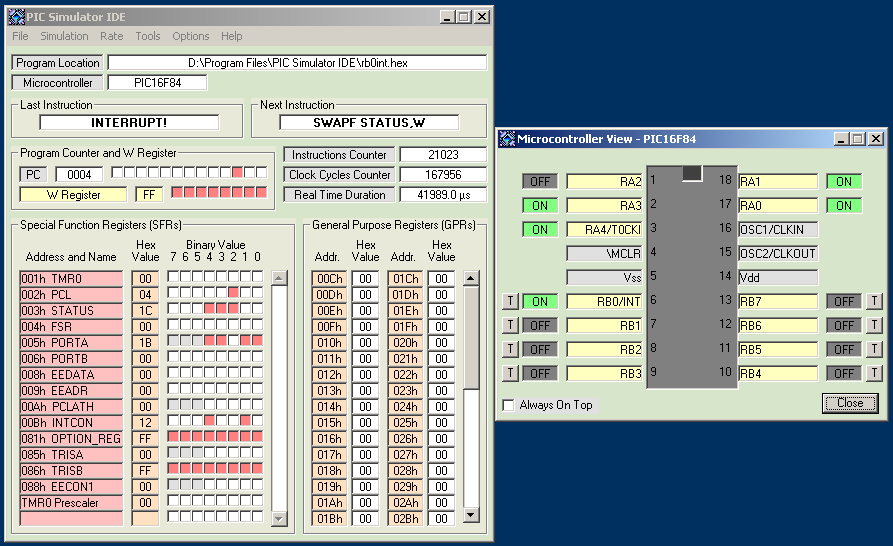 PIC Simulator IDE
File Simulation Rate Tools Options Help
Program Location D:\Program Files\PIC Simulator IDE\rb0int.hex
Microcontroller PIC16F84
Last Instruction Next Instruction
INTERRUPT! SWAPF STATUS,W
Program Counter and W Register
PC 0004
W Register FF
Instructions Counter 21023
Clock Cycles Counter 167956
Real Time Duration 41989.0 µs
Special Function Registers (SFRs)
Address and Name Hex Value Binary Value
7 6 5 4 3 2 1 0
001h TMR0 00
002h PCL 04
003h STATUS 1C
004h FSR 00
005h PORTA 1B
006h PORTB 00
008h EEDATA 00
009h EEADR 00
00Ah PCLATH 00
00Bh INTCON 12
081h OPTION_REG FF
085h TRISA 00
086h TRISB FF
088h EECON1 00
TMR0 Prescaler 00
General Purpose Registers (GPRs)
Addr. Hex Value Addr. Hex Value
00Ch 00 01Ch 00
00Dh 00 01Dh 00
00Eh 00 01Eh 00
00Fh 00 01Fh 00
010h 00 020h 00
011h 00 021h 00
012h 00 022h 00
013h 00 023h 00
014h 00 024h 00
015h 00 025h 00
016h 00 026h 00
017h 00 027h 00
018h 00 028h 00
019h 00 029h 00
01Ah 00 02Ah 00
01Bh 00 02Bh 00
Microcontroller View - PIC16F84
OFF RA2 1 18 RA1 ON
ON RA3 2 17 RA0 ON
ON RA4/T0CKI 3 16 OSC1/CLKIN
\MCLR 4 15 OSC2/CLKOUT
Vss 5 14 Vdd
T ON RB0/INT 6 13 RB7 OFF T
T OFF RB1 7 12 RB6 OFF T
T OFF RB2 8 11 RB5 OFF T
T OFF RB3 9 10 RB4 OFF T
Always On Top Close